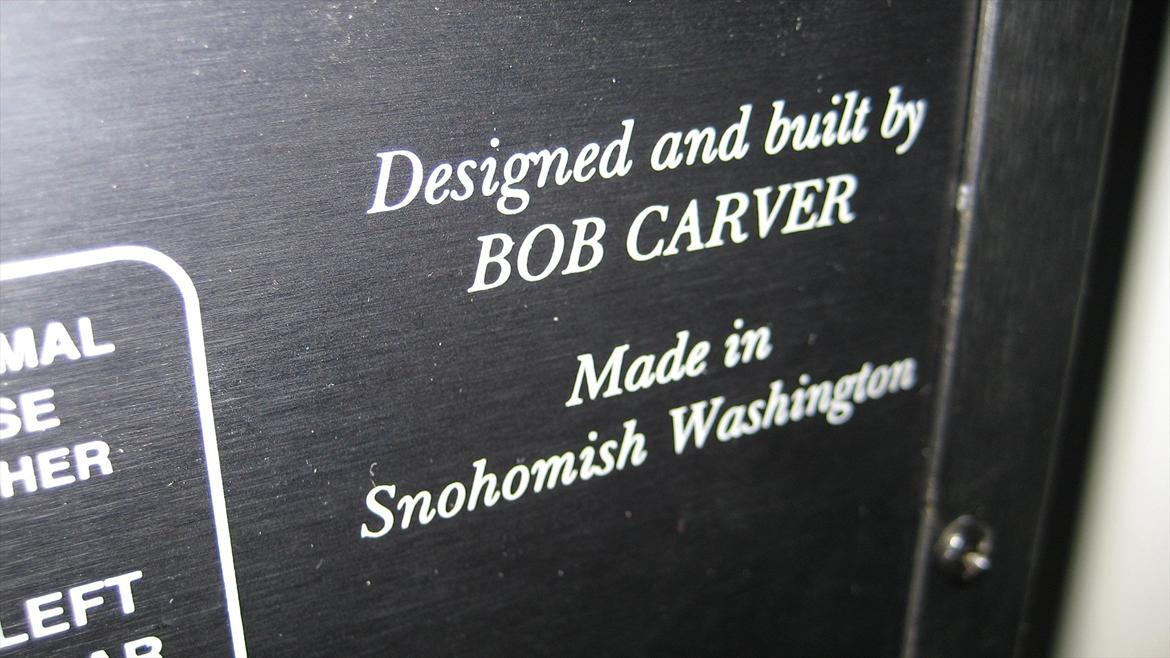 Designed and built by
BOB CARVER
Made in
Snohomish Washington
LEFT